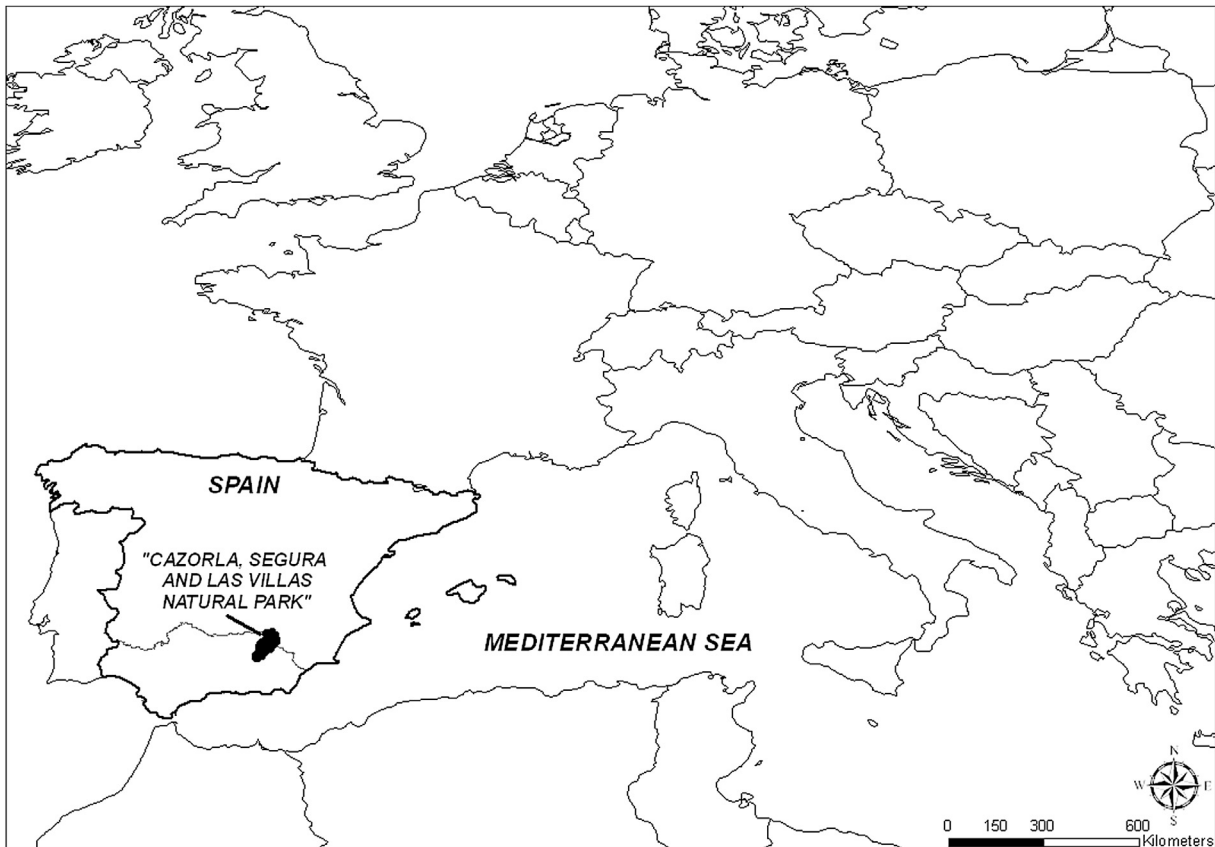 SPAIN
"CAZORLA, SEGURA
AND LAS VILLAS
NATURAL PARK"
MEDITERRANEAN SEA
N
W E
S
0 150 300 600
Kilometers